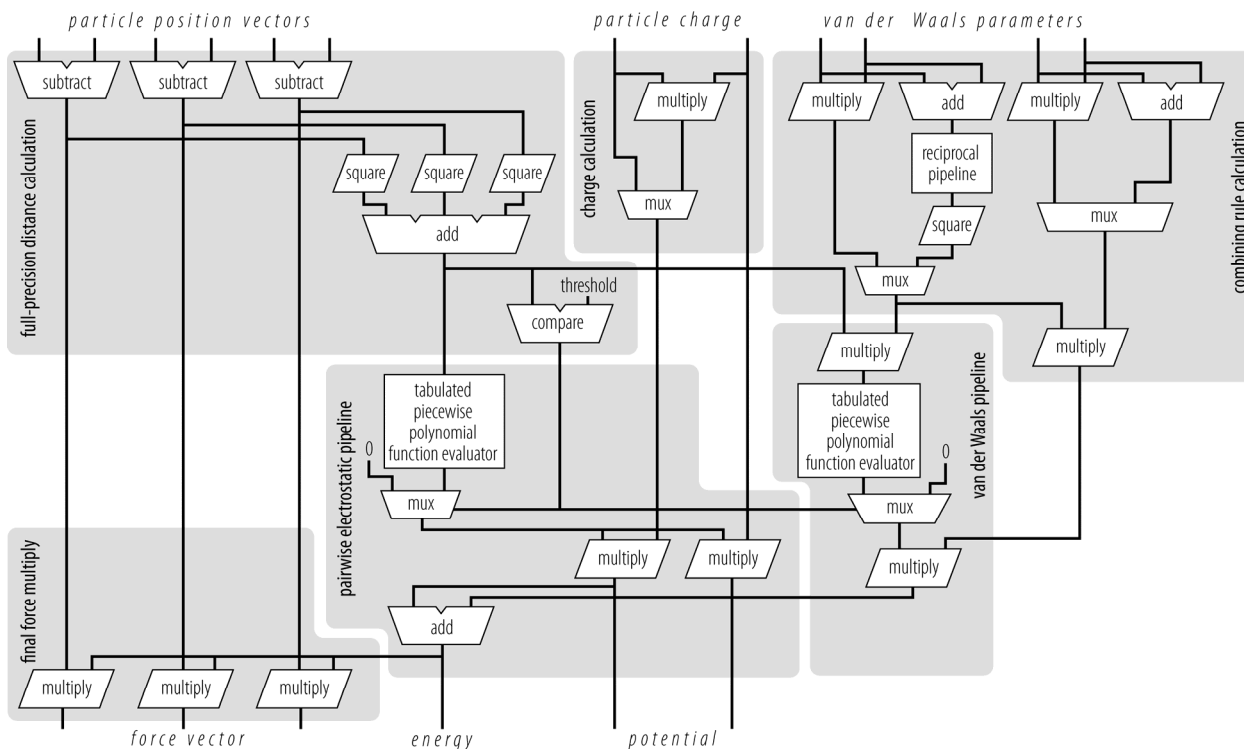 particle position vectors
particle charge
van der Waals parameters
subtract
subtract
subtract
full-precision distance calculation
square
square
square
add
threshold
compare
charge calculation
multiply
mux
combining rule calculation
multiply
add
multiply
add
reciprocal
pipeline
square
mux
mux
multiply
multiply
pairwise electrostatic pipeline
tabulated
piecewise
polynomial
function evaluator
0
mux
multiply
multiply
add
van der Waals pipeline
tabulated
piecewise
polynomial
function evaluator
0
mux
multiply
final force multiply
multiply
multiply
multiply
force vector
energy
potential